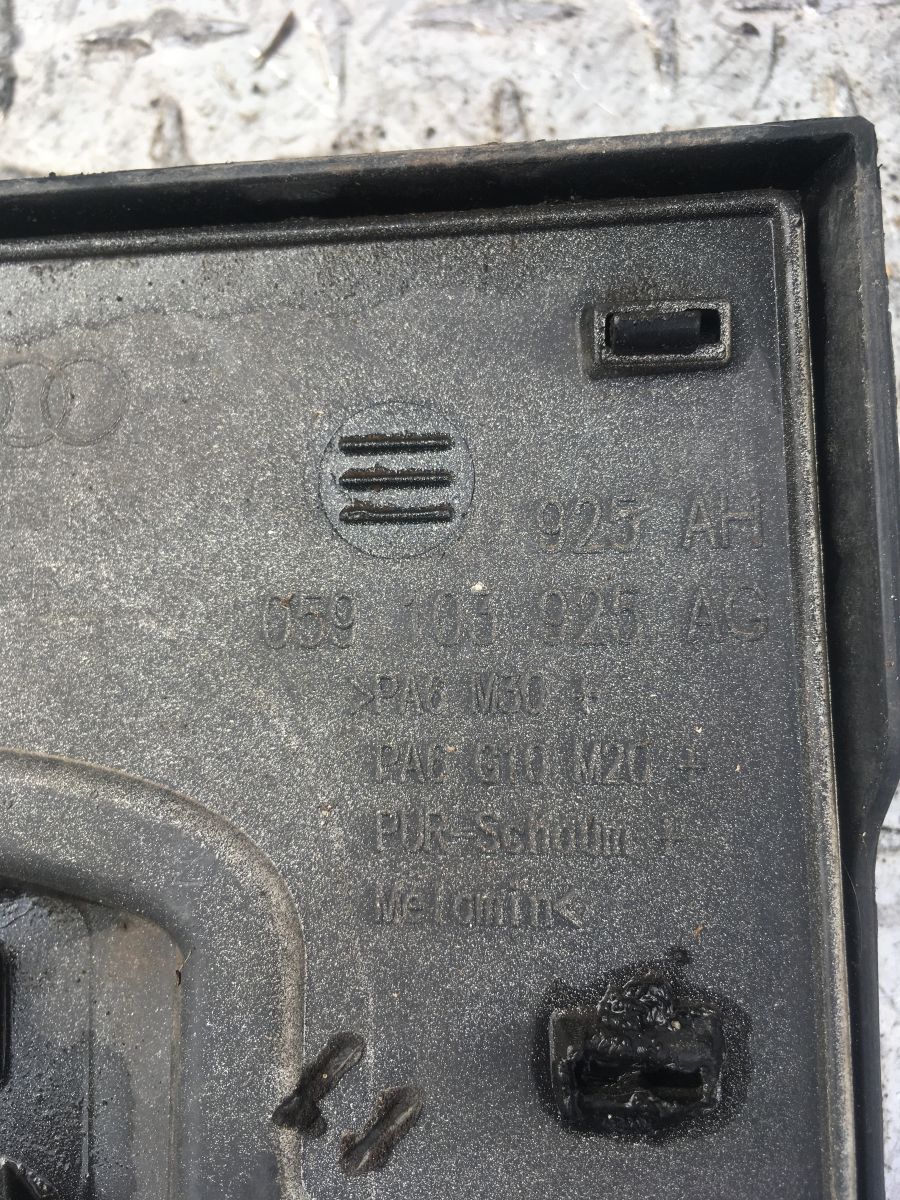 925 AH
059 103 925 AG
>PA6 M30 +
PA6 G10 M20 +
PUR-Schaum +
Melamin<